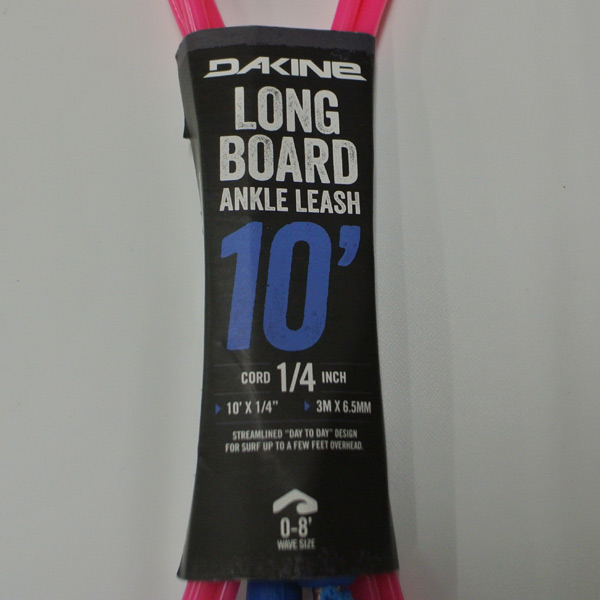 DAKINE
LONG
BOARD
ANKLE LEASH
10’
CORD 1/4 INCH
10’ X 1/4” 3M X 6.5MM
STREAMLINED “DAY TO DAY” DESIGN
FOR SURF UP TO A FEW FEET OVERHEAD.
0-8’
WAVE SIZE